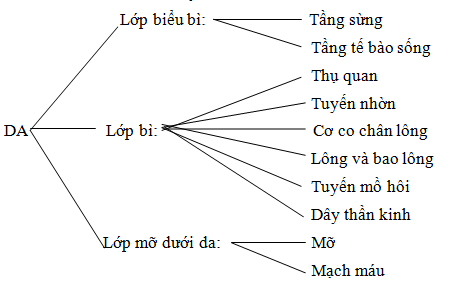 Lớp biểu bì:
Tầng sừng
Tầng tế bào sống
Thụ quan
Tuyến nhờn
DA
Lớp bì:
Cơ co chân lông
Lông và bao lông
Tuyến mồ hôi
Dây thần kinh
Lớp mỡ dưới da:
Mỡ
Mạch máu